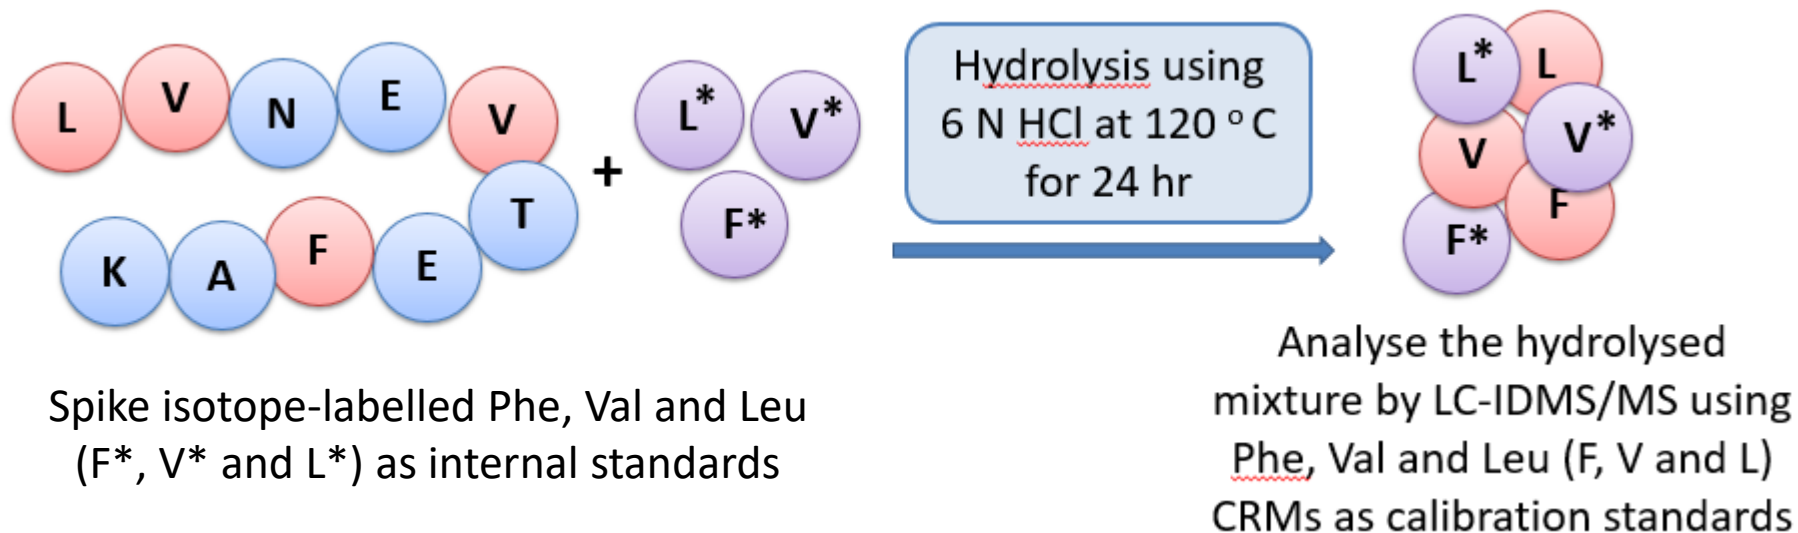 L V N E V
T
K A F E
+
L* V*
F*
Hydrolysis using
6 N HCl at 120 º C
for 24 hr
L* L
V V*
F
F*
Spike isotope-labelled Phe, Val and Leu
(F*, V* and L*) as internal standards
Analyse the hydrolysed
mixture by LC-IDMS/MS using
Phe, Val and Leu (F, V and L)
CRMs as calibration standards